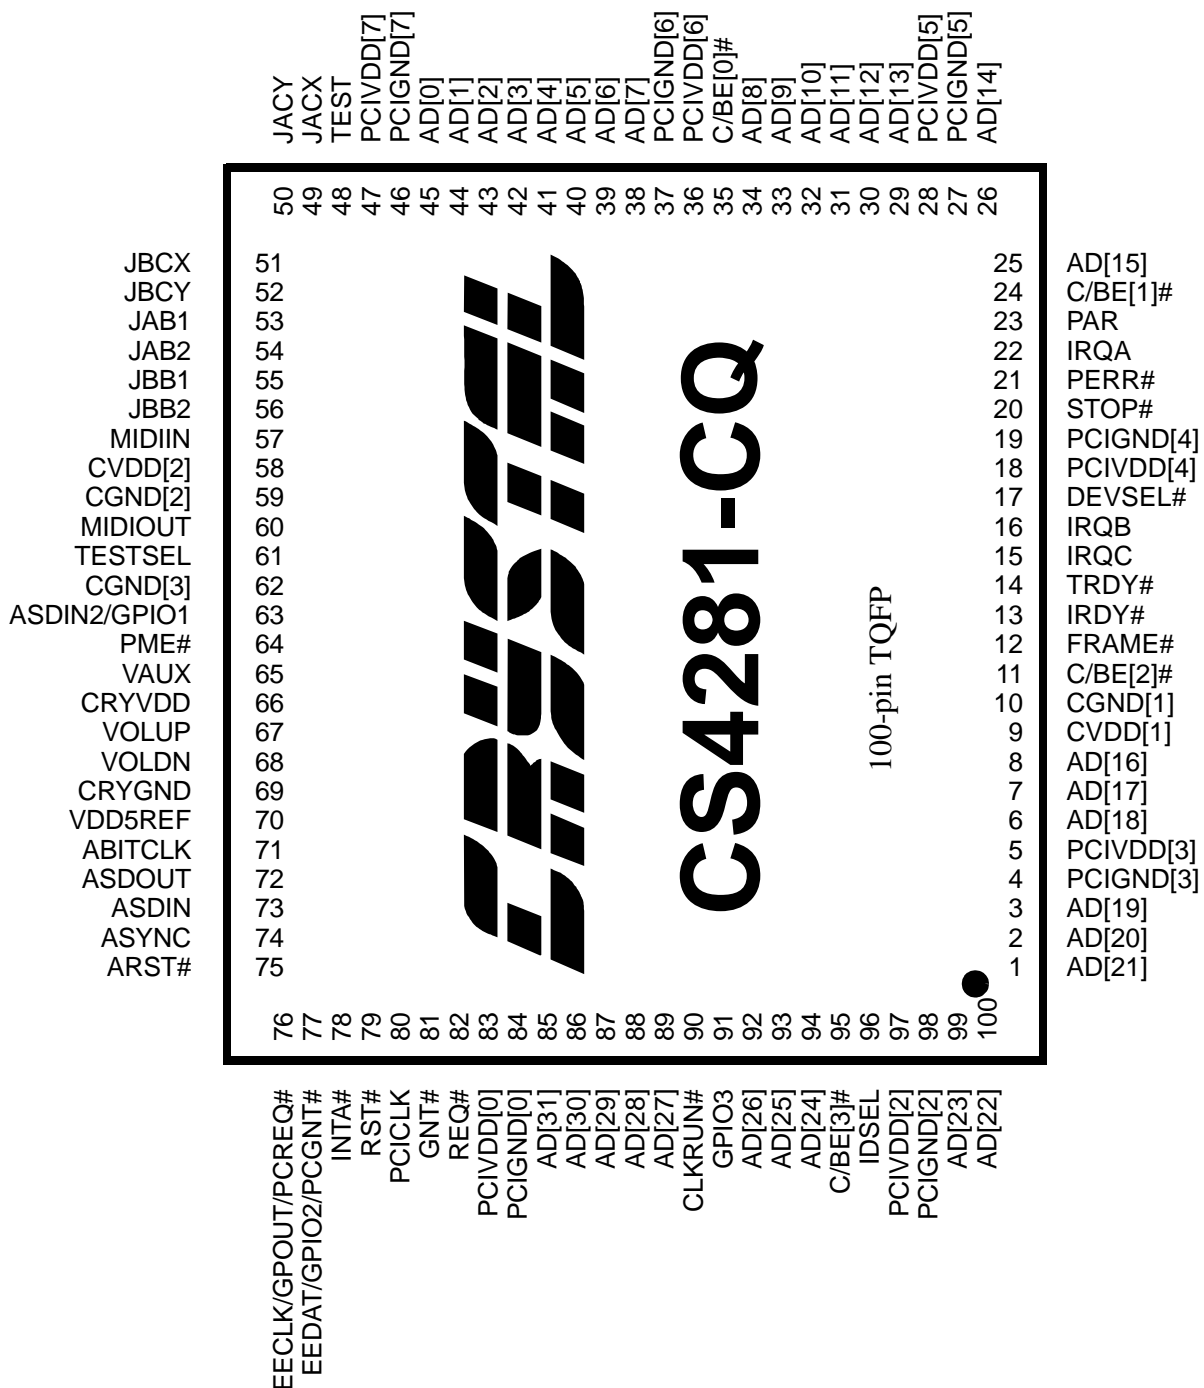 JACY
JACX
TEST
PCIVDD[7]
PCIGND[7]
AD[0]
AD[1]
AD[2]
AD[3]
AD[4]
AD[5]
AD[6]
AD[7]
PCIGND[6]
PCIVDD[6]
C/BE[0]#
AD[8]
AD[9]
AD[10]
AD[11]
AD[12]
AD[13]
PCIVDD[5]
PCIGND[5]
AD[14]
50
49
48
47
46
45
44
43
42
41
40
39
38
37
36
35
34
33
32
31
30
29
28
27
26
JBCX 51
JBCY 52
JAB1 53
JAB2 54
JBB1 55
JBB2 56
MIDIIN 57
CVDD[2] 58
CGND[2] 59
MIDIOUT 60
TESTSEL 61
CGND[3] 62
ASDIN2/GPIO1 63
PME# 64
VAUX 65
CRYVDD 66
VOLUP 67
VOLDN 68
CRYGND 69
VDD5REF 70
ABITCLK 71
ASDOUT 72
ASDIN 73
ASYNC 74
ARST# 75
CRYSTAL
CS4281-CQ
100-pin TQFP
25 AD[15]
24 C/BE[1]#
23 PAR
22 IRQA
21 PERR#
20 STOP#
19 PCIGND[4]
18 PCIVDD[4]
17 DEVSEL#
16 IRQB
15 IRQC
14 TRDY#
13 IRDY#
12 FRAME#
11 C/BE[2]#
10 CGND[1]
9 CVDD[1]
8 AD[16]
7 AD[17]
6 AD[18]
5 PCIVDD[3]
4 PCIGND[3]
3 AD[19]
2 AD[20]
1 AD[21]
76
77
78
79
80
81
82
83
84
85
86
87
88
89
90
91
92
93
94
95
96
97
98
99
100
EECLK/GPOUT/PCREQ#
EEDAT/GPIO2/PCGNT#
INTA#
RST#
PCICLK
GNT#
REQ#
PCIVDD[0]
PCIGND[0]
AD[31]
AD[30]
AD[29]
AD[28]
AD[27]
CLKRUN#
GPIO3
AD[26]
AD[25]
AD[24]
C/BE[3]#
IDSEL
PCIVDD[2]
PCIGND[2]
AD[23]
AD[22]